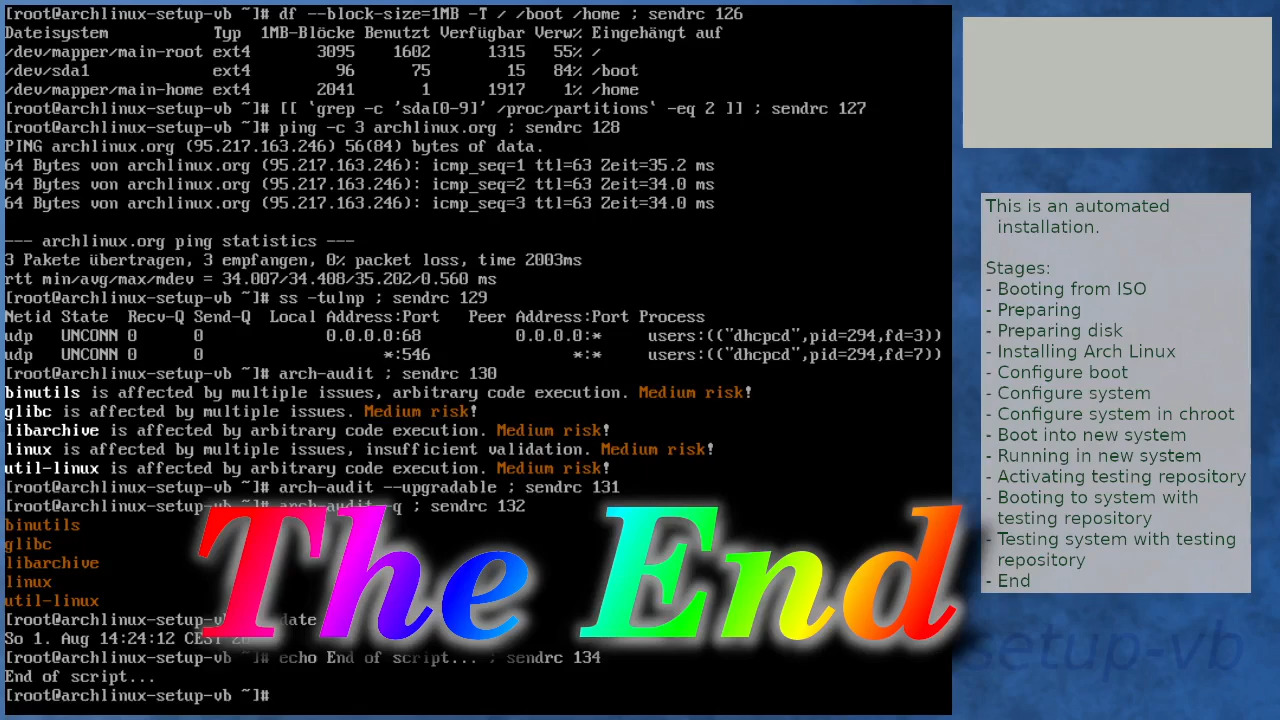 [root@archlinux-setup-vb ~]# df --block-size=1MB -T / /boot /home ; sendrc 126
Dateisystem           Typ  1MB-Blöcke Benutzt Verfügbar Verw% Eingehängt auf
/dev/mapper/main-root ext4       3095    1602      1315   55% /
/dev/sda1             ext4         96      75        15   84% /boot
/dev/mapper/main-home ext4       2041       1      1917    1% /home
[root@archlinux-setup-vb ~]# [[ `grep -c 'sda[0-9]' /proc/partitions` -eq 2 ]] ; sendrc 127
[root@archlinux-setup-vb ~]# ping -c 3 archlinux.org ; sendrc 128
PING archlinux.org (95.217.163.246) 56(84) bytes of data.
64 Bytes von archlinux.org (95.217.163.246): icmp_seq=1 ttl=63 Zeit=35.2 ms
64 Bytes von archlinux.org (95.217.163.246): icmp_seq=2 ttl=63 Zeit=34.0 ms
64 Bytes von archlinux.org (95.217.163.246): icmp_seq=3 ttl=63 Zeit=34.0 ms
--- archlinux.org ping statistics ---
3 Pakete übertragen, 3 empfangen, 0% packet loss, time 2003ms
rtt min/avg/max/mdev = 34.007/34.408/35.202/0.560 ms
[root@archlinux-setup-vb ~]# ss -tulnp ; sendrc 129
Netid State  Recv-Q Send-Q  Local Address:Port   Peer Address:Port Process
udp   UNCONN 0      0             0.0.0.0:68          0.0.0.0:*     users:(("dhcpcd",pid=294,fd=3))
udp   UNCONN 0      0                   *:546               *:*     users:(("dhcpcd",pid=294,fd=7))
[root@archlinux-setup-vb ~]# arch-audit ; sendrc 130
binutils is affected by multiple issues, arbitrary code execution. Medium risk!
glibc is affected by multiple issues. Medium risk!
libarchive is affected by arbitrary code execution. Medium risk!
linux is affected by multiple issues, insufficient validation. Medium risk!
util-linux is affected by arbitrary code execution. Medium risk!
[root@archlinux-setup-vb ~]# arch-audit --upgradable ; sendrc 131
[root@archlinux-setup-vb ~]# arch-audit -q ; sendrc 132
binutils
glibc
libarchive
linux
util-linux
[root@archlinux-setup-vb ~]# date
So 1. Aug 14:24:12 CEST
[root@archlinux-setup-vb ~]# echo End of script... ; sendrc 134
End of script...
[root@archlinux-setup-vb ~]#
The End
This is an automated
installation.
Stages:
- Booting from ISO
- Preparing
- Preparing disk
- Installing Arch Linux
- Configure boot
- Configure system
- Configure system in chroot
- Boot into new system
- Running in new system
- Activating testing repository
- Booting to system with
testing repository
- Testing system with testing
repository
- End
setup-vb